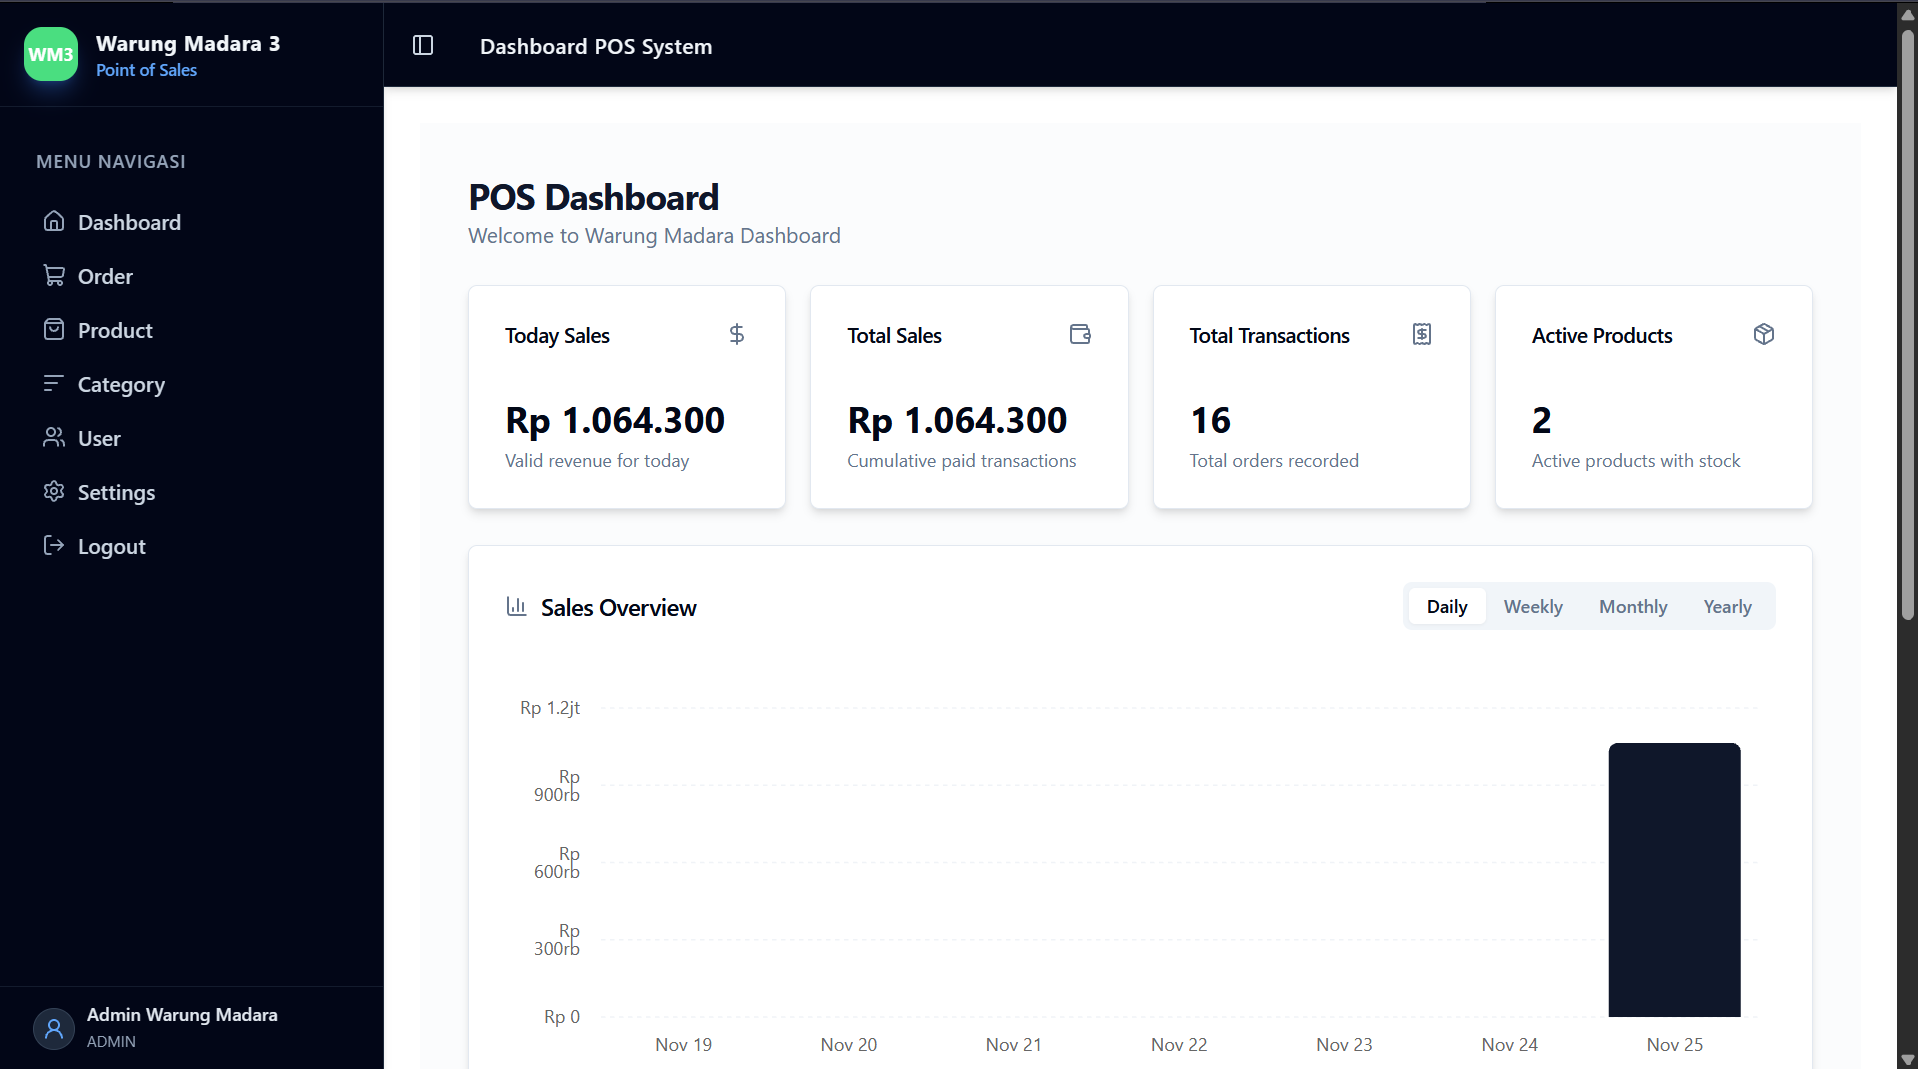 WM3
Warung Madara 3
Point of Sales
MENU NAVIGASI
Dashboard
Order
Product
Category
User
Settings
Logout
Admin Warung Madara
ADMIN
Dashboard POS System
POS Dashboard
Welcome to Warung Madara Dashboard
Today Sales
Rp 1.064.300
Valid revenue for today
Total Sales
Rp 1.064.300
Cumulative paid transactions
Total Transactions
16
Total orders recorded
Active Products
2
Active products with stock
Sales Overview
Daily Weekly Monthly Yearly
Rp 1.2jt
Rp
900rb
Rp
600rb
Rp
300rb
Rp 0
Nov 19 Nov 20 Nov 21 Nov 22 Nov 23 Nov 24 Nov 25